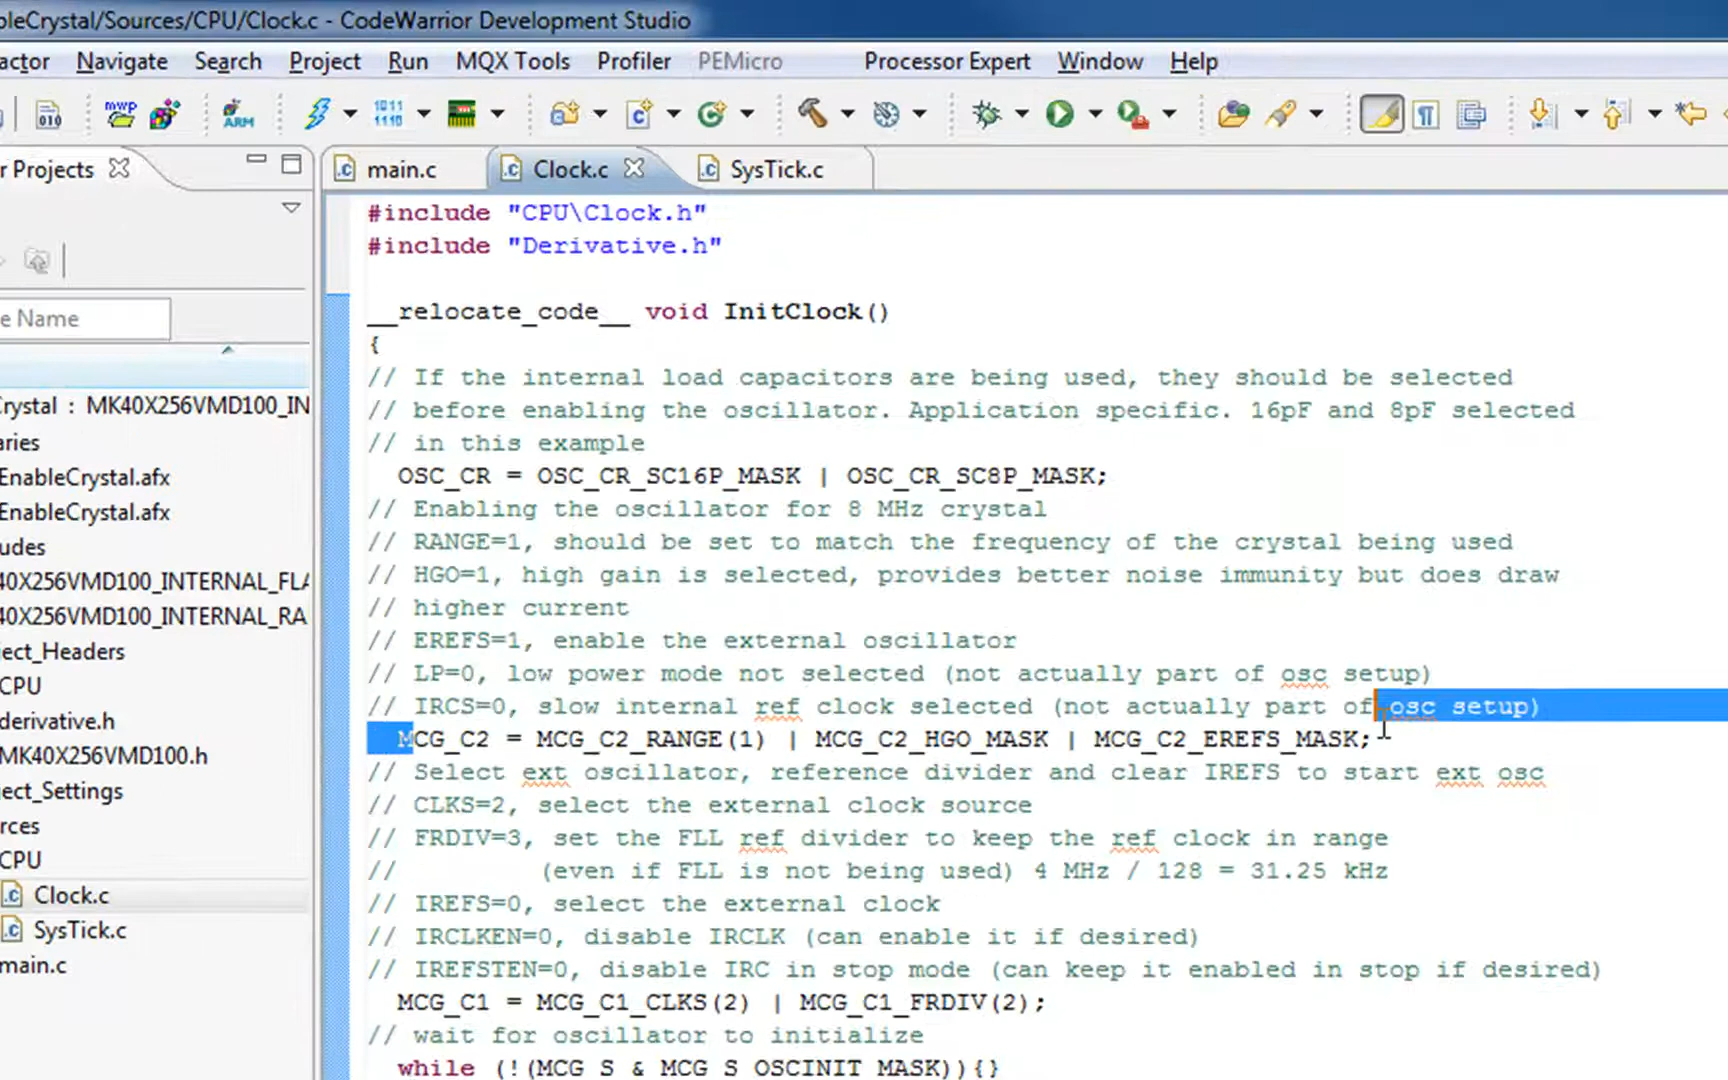 bleCrystal/Sources/CPU/Clock.c - CodeWarrior Development Studio
actor Navigate Search Project Run MQX Tools Profiler PEMicro Processor Expert Window Help
010 mwp ARM 1011 1110
r Projects main.c Clock.c SysTick.c
e Name
Crystal : MK40X256VMD100_IN
aries
EnableCrystal.afx
EnableCrystal.afx
udes
40X256VMD100_INTERNAL_FLA
40X256VMD100_INTERNAL_RA
ject_Headers
CPU
derivative.h
MK40X256VMD100.h
ject_Settings
rces
CPU
Clock.c
SysTick.c
main.c
#include "CPU\Clock.h"
#include "Derivative.h"
__relocate_code__ void InitClock()
{
// If the internal load capacitors are being used, they should be selected
// before enabling the oscillator. Application specific. 16pF and 8pF selected
// in this example
OSC_CR = OSC_CR_SC16P_MASK | OSC_CR_SC8P_MASK;
// Enabling the oscillator for 8 MHz crystal
// RANGE=1, should be set to match the frequency of the crystal being used
// HGO=1, high gain is selected, provides better noise immunity but does draw
// higher current
// EREFS=1, enable the external oscillator
// LP=0, low power mode not selected (not actually part of osc setup)
// IRCS=0, slow internal ref clock selected (not actually part of osc setup)
MCG_C2 = MCG_C2_RANGE(1) | MCG_C2_HGO_MASK | MCG_C2_EREFS_MASK;
// Select ext oscillator, reference divider and clear IREFS to start ext osc
// CLKS=2, select the external clock source
// FRDIV=3, set the FLL ref divider to keep the ref clock in range
// (even if FLL is not being used) 4 MHz / 128 = 31.25 kHz
// IREFS=0, select the external clock
// IRCLKEN=0, disable IRCLK (can enable it if desired)
// IREFSTEN=0, disable IRC in stop mode (can keep it enabled in stop if desired)
MCG_C1 = MCG_C1_CLKS(2) | MCG_C1_FRDIV(2);
// wait for oscillator to initialize
while (!(MCG_S & MCG_S_OSCINIT_MASK)){}